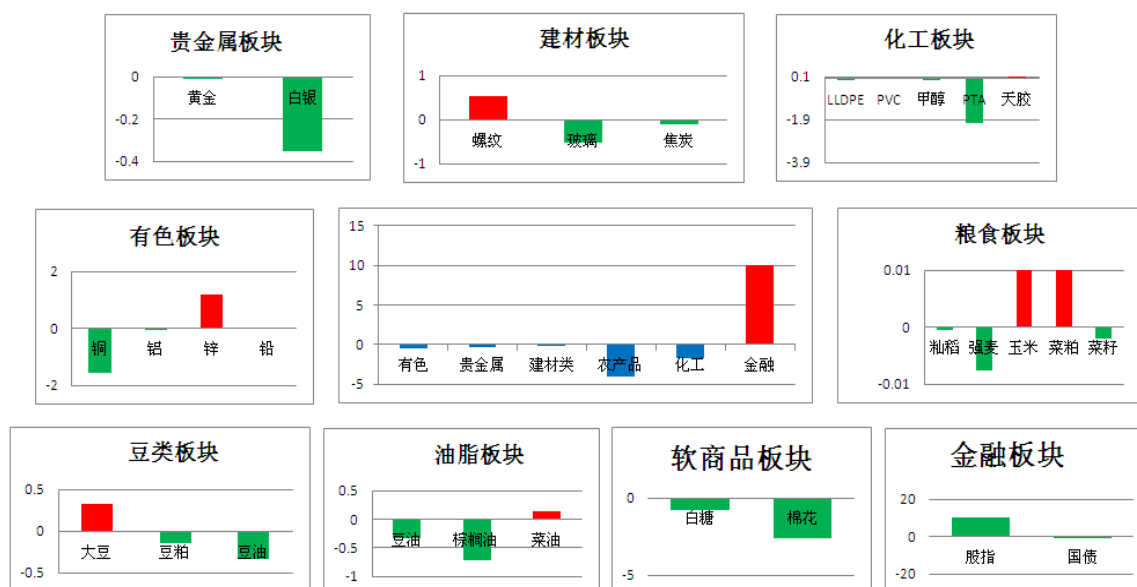 贵金属板块
0
-0.2
-0.4
黄金 白银
建材板块
1
0
-1
螺纹 玻璃 焦炭
化工板块
0.1
-1.9
-3.9
LLDPE PVC 甲醇 PTA 天胶
有色板块
2
0
-2
铜 铝 锌 铅
15
10
5
0
-5
有色 贵金属 建材类 农产品 化工 金融
粮食板块
0.01
0
-0.01
籼稻 强麦 玉米 菜粕 菜籽
豆类板块
0.5
0
-0.5
大豆 豆粕 豆油
油脂板块
0.5
0
-0.5
-1
豆油 棕榈油 菜油
软商品板块
0
-5
白糖 棉花
金融板块
20
0
-20
股指 国债